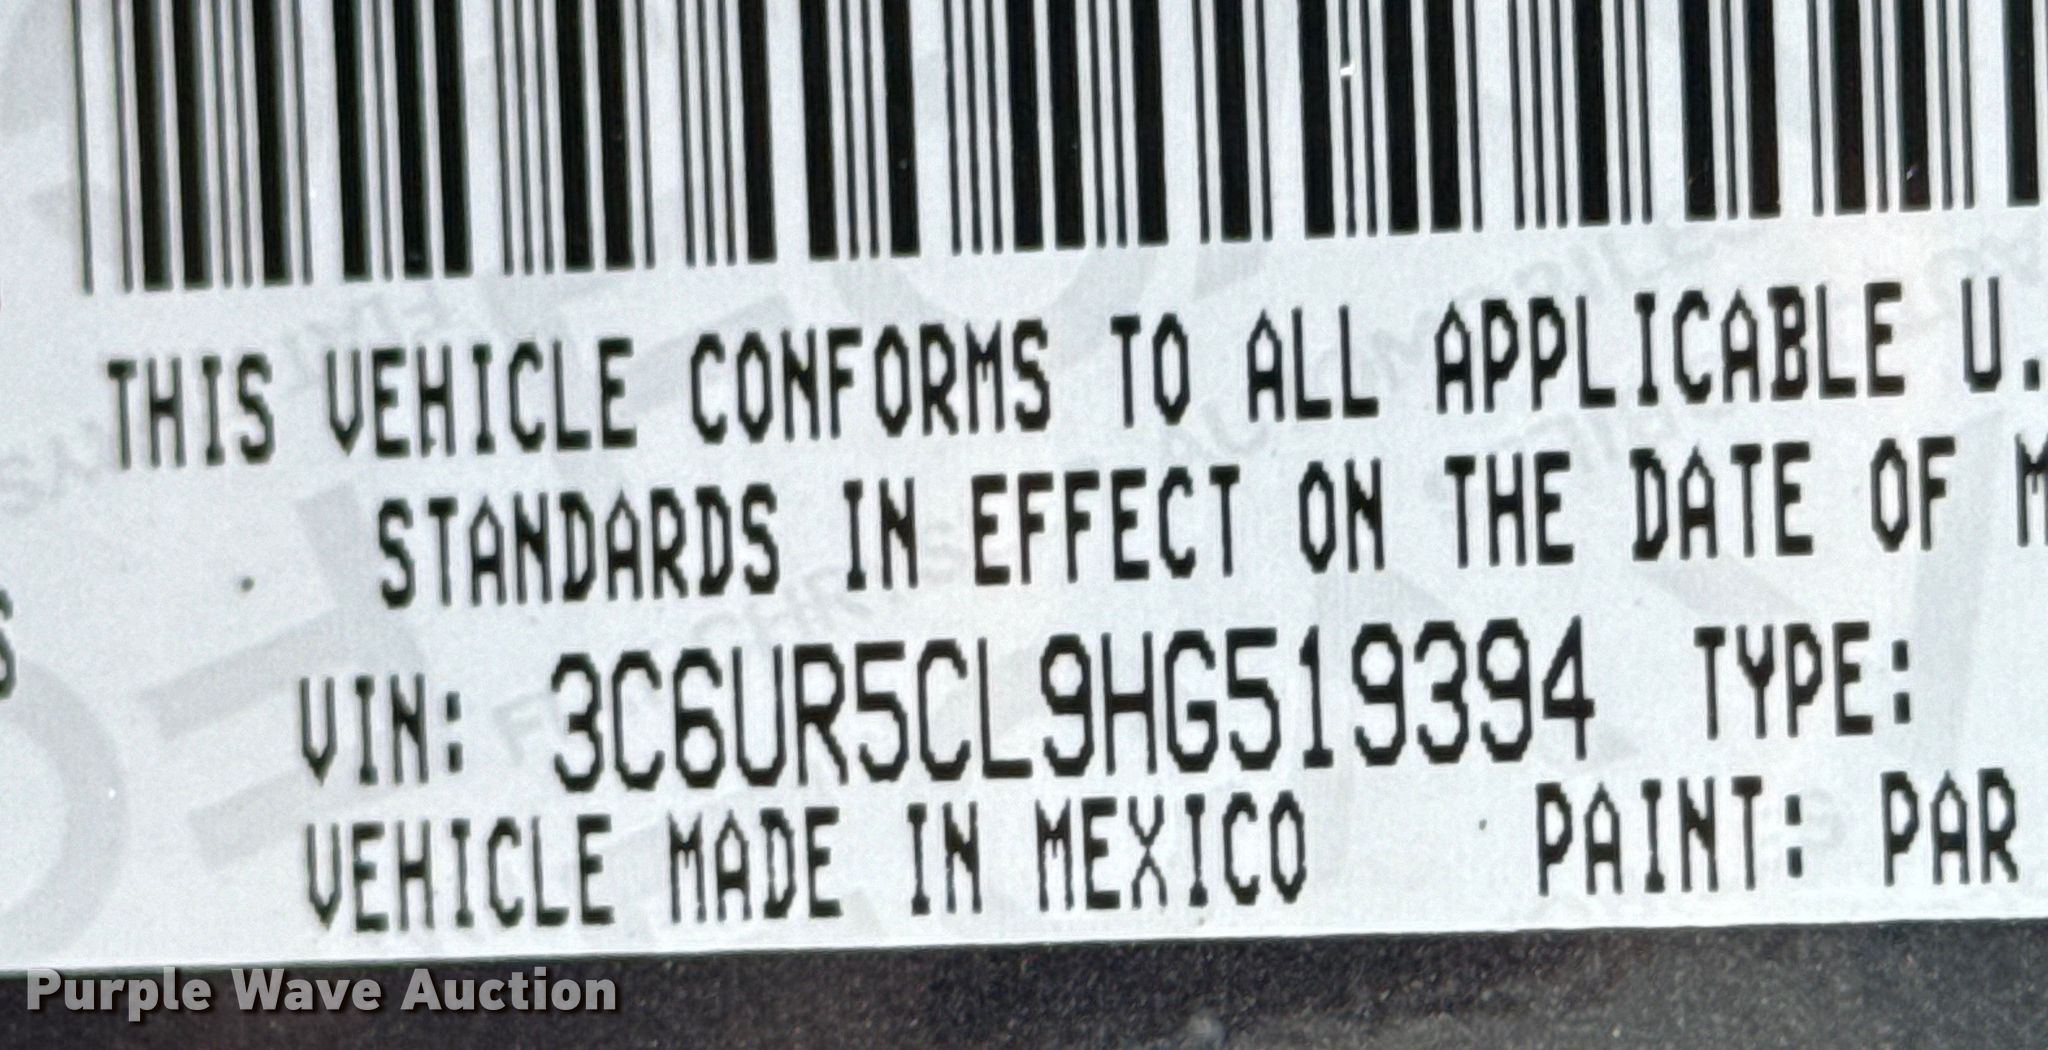 THIS VEHICLE CONFORMS TO ALL APPLICABLE U.
STANDARDS IN EFFECT ON THE DATE OF M
VIN: 3C6UR5CL9HG519394 TYPE:
VEHICLE MADE IN MEXICO PAINT: PAR
Purple Wave Auction